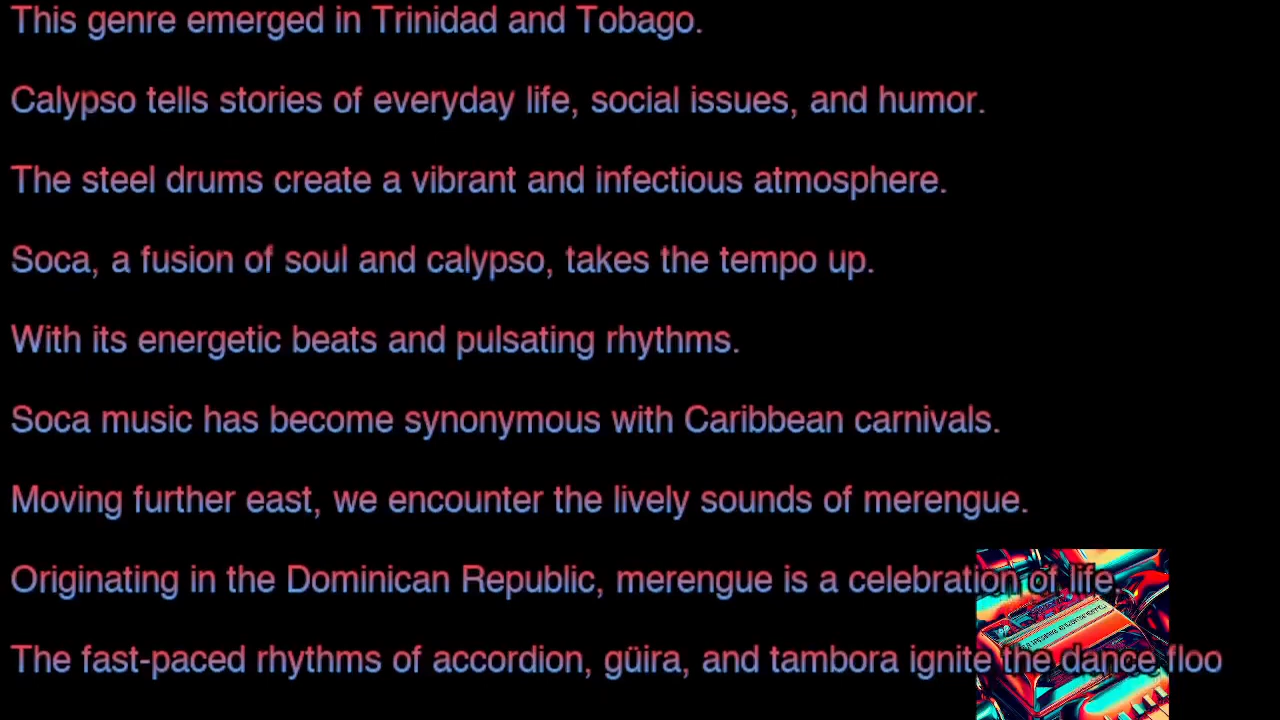 This genre emerged in Trinidad and Tobago.
Calypso tells stories of everyday life, social issues, and humor.
The steel drums create a vibrant and infectious atmosphere.
Soca, a fusion of soul and calypso, takes the tempo up.
With its energetic beats and pulsating rhythms.
Soca music has become synonymous with Caribbean carnivals.
Moving further east, we encounter the lively sounds of merengue.
Originating in the Dominican Republic, merengue is a celebration of life.
The fast-paced rhythms of accordion, güira, and tambora ignite the dance floo